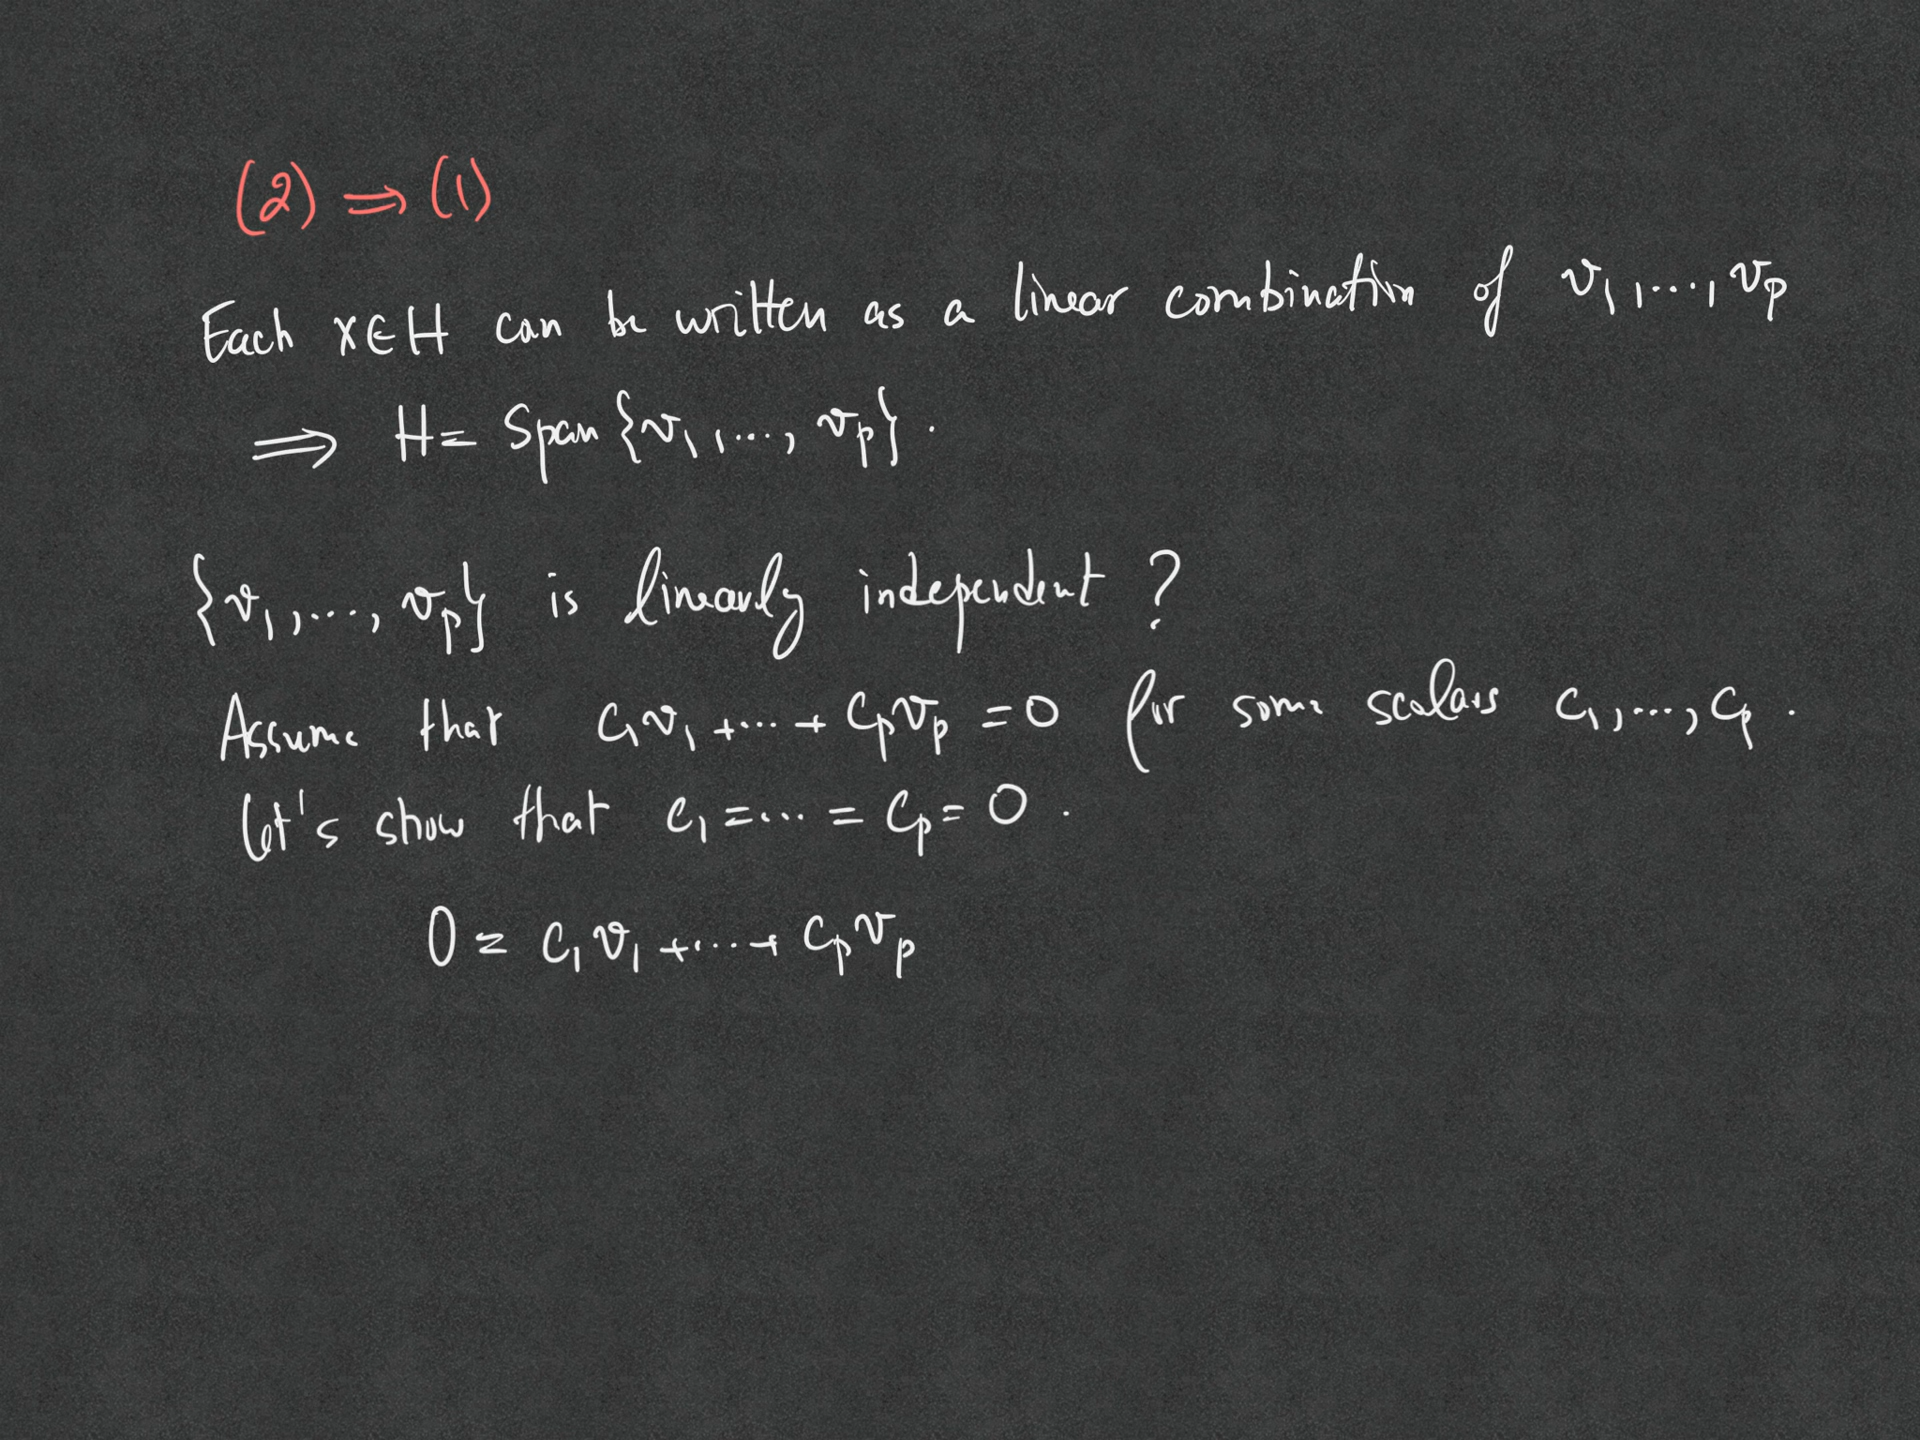 (2) ⇒ (1)
Each x∈H can be written as a linear combination of v₁,...,vₚ
⇒ H = Span {v₁,..., vₚ}.
{v₁,..., vₚ} is linearly independent ?
Assume that c₁v₁ +...+ cₚvₚ = 0 for some scalars c₁,..., cₚ.
Let's show that c₁ =...= cₚ = 0.
0 = c₁v₁ +...+ cₚvₚ